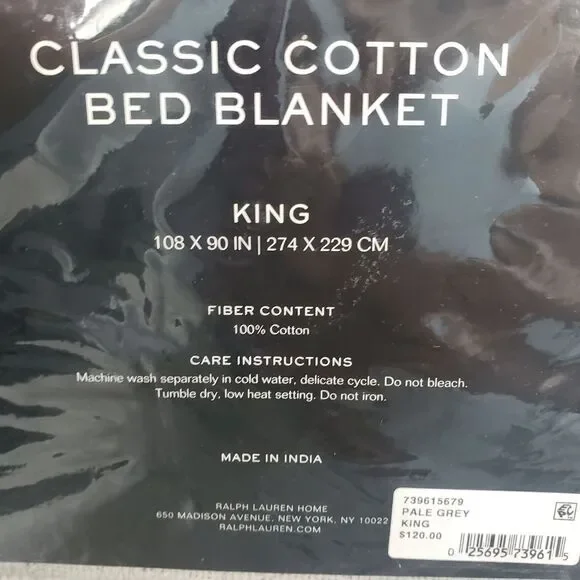 CLASSIC COTTON
BED BLANKET
KING
108 X 90 IN | 274 X 229 CM
FIBER CONTENT
100% Cotton
CARE INSTRUCTIONS
Machine wash separately in cold water, delicate cycle. Do not bleach.
Tumble dry, low heat setting. Do not iron.
MADE IN INDIA
RALPH LAUREN HOME
650 MADISON AVENUE, NEW YORK, NY 10022
RALPHLAUREN.COM
739615679
PALE GREY
KING
$120.00
0 25695 73961 5